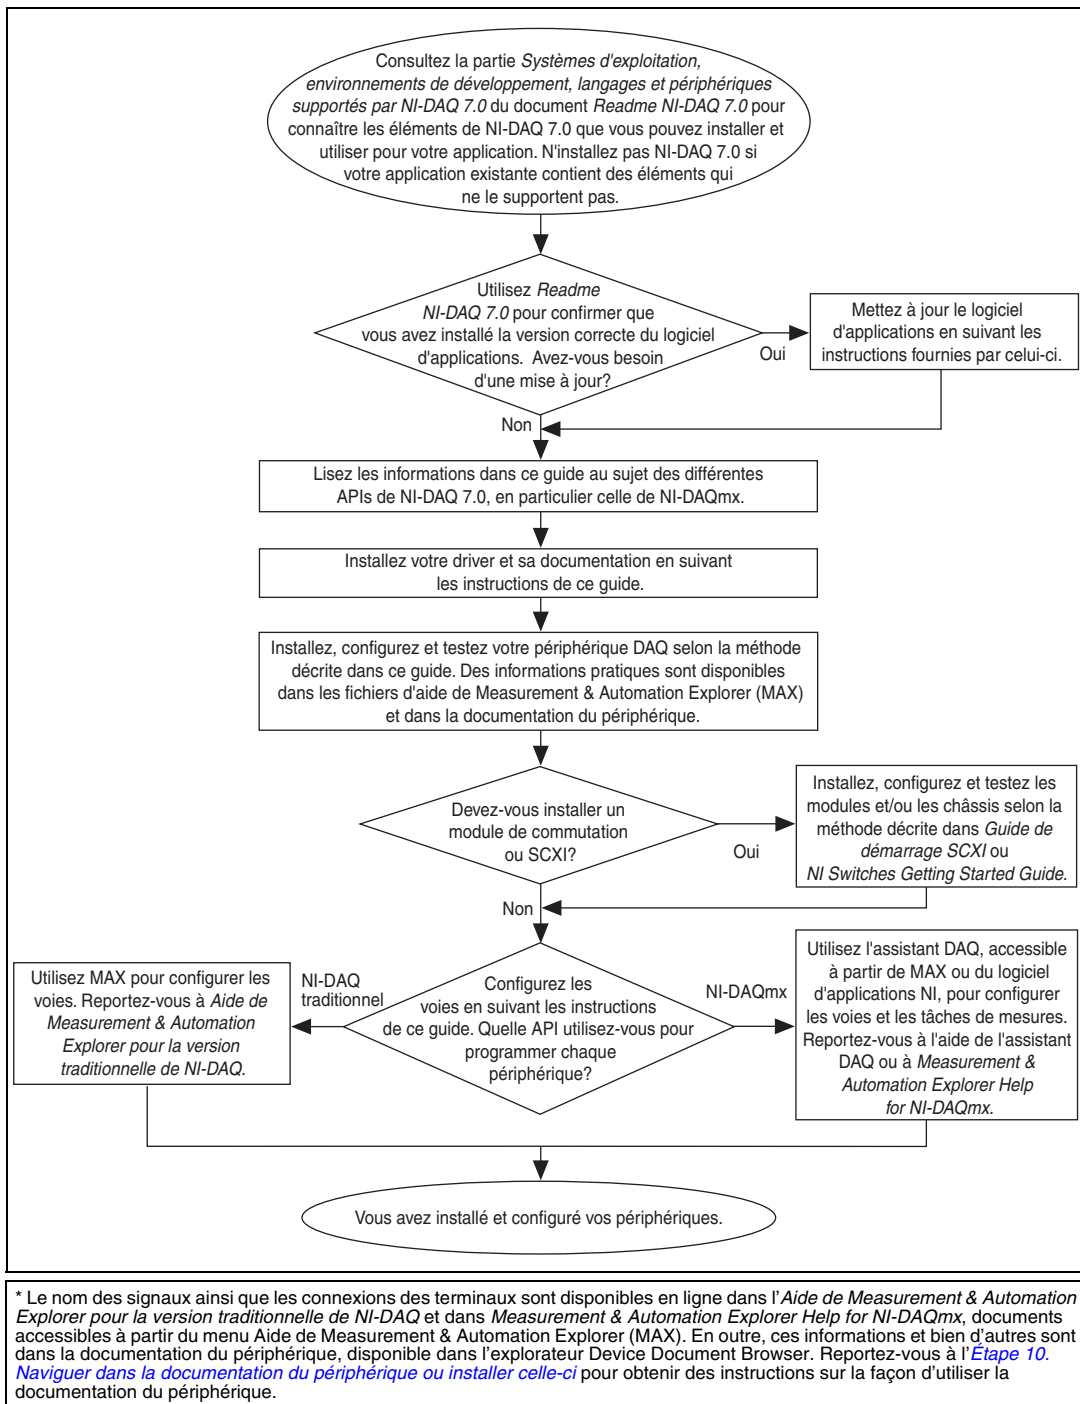 Consultez la partie Systèmes d'exploitation,
environnements de développement, langages et périphériques
supportés par NI-DAQ 7.0 du document Readme NI-DAQ 7.0 pour
connaître les éléments de NI-DAQ 7.0 que vous pouvez installer et
utiliser pour votre application. N'installez pas NI-DAQ 7.0 si
votre application existante contient des éléments qui
ne le supportent pas.
Utilisez Readme
NI-DAQ 7.0 pour confirmer que
vous avez installé la version correcte du logiciel
d'applications. Avez-vous besoin
d'une mise à jour?
Oui
Mettez à jour le logiciel
d'applications en suivant les
instructions fournies par celui-ci.
Non
Lisez les informations dans ce guide au sujet des différentes
APIs de NI-DAQ 7.0, en particulier celle de NI-DAQmx.
Installez votre driver et sa documentation en suivant
les instructions de ce guide.
Installez, configurez et testez votre périphérique DAQ selon la méthode
décrite dans ce guide. Des informations pratiques sont disponibles
dans les fichiers d'aide de Measurement & Automation Explorer (MAX)
et dans la documentation du périphérique.
Devez-vous installer un
module de commutation
ou SCXI?
Oui
Installez, configurez et testez les
modules et/ou les châssis selon la
méthode décrite dans Guide de
démarrage SCXI ou
NI Switches Getting Started Guide.
Non
Configurez les
voies en suivant les instructions
de ce guide. Quelle API utilisez-vous pour
programmer chaque
périphérique?
NI-DAQ
traditionnel
Utilisez MAX pour configurer les
voies. Reportez-vous à Aide de
Measurement & Automation
Explorer pour la version
traditionnelle de NI-DAQ.
NI-DAQmx
Utilisez l'assistant DAQ, accessible
à partir de MAX ou du logiciel
d'applications NI, pour configurer
les voies et les tâches de mesures.
Reportez-vous à l'aide de l'assistant
DAQ ou à Measurement &
Automation Explorer Help
for NI-DAQmx.
Vous avez installé et configuré vos périphériques.
* Le nom des signaux ainsi que les connexions des terminaux sont disponibles en ligne dans l'Aide de Measurement & Automation
Explorer pour la version traditionnelle de NI-DAQ et dans Measurement & Automation Explorer Help for NI-DAQmx, documents
accessibles à partir du menu Aide de Measurement & Automation Explorer (MAX). En outre, ces informations et bien d'autres sont
dans la documentation du périphérique, disponible dans l'explorateur Device Document Browser. Reportez-vous à l'Étape 10.
Naviguer dans la documentation du périphérique ou installer celle-ci pour obtenir des instructions sur la façon d'utiliser la
documentation du périphérique.